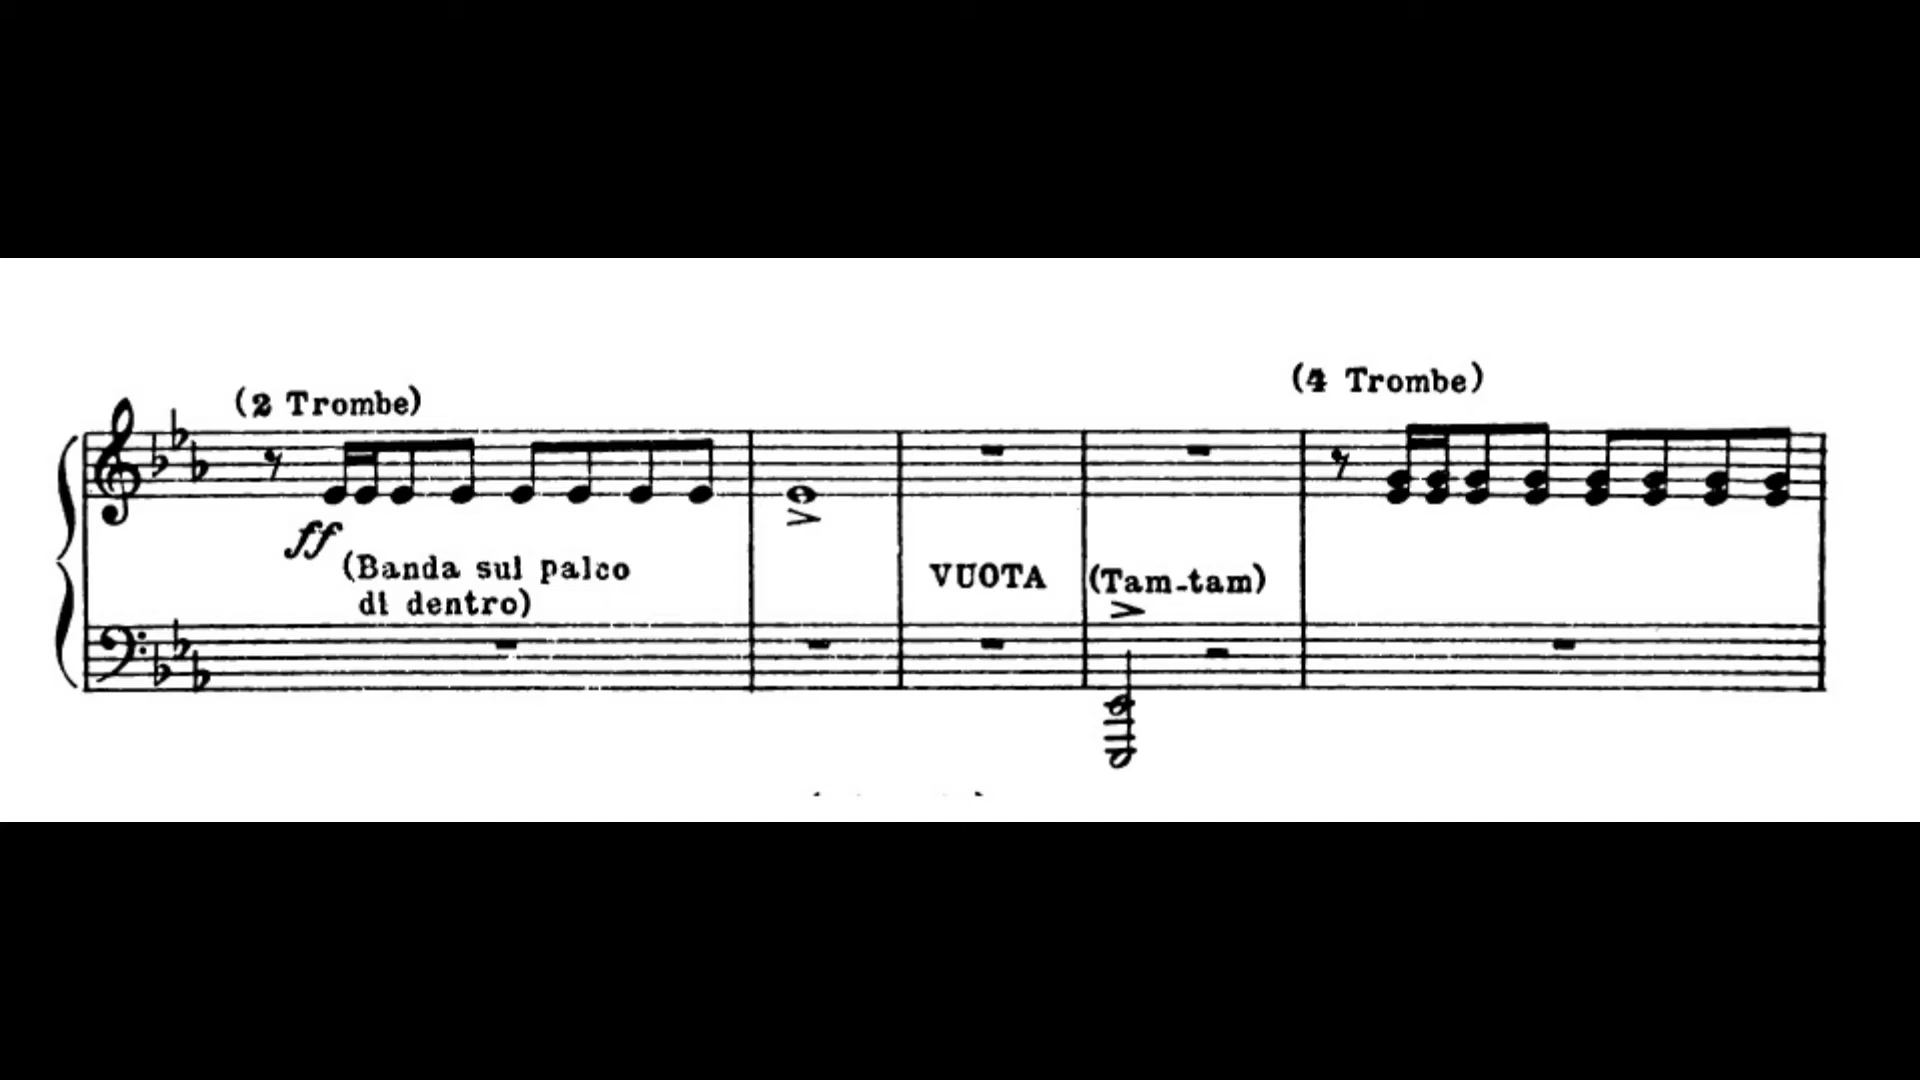 (2 Trombe)
(4 Trombe)
ff
(Banda sul palco
di dentro)
VUOTA
(Tam-tam)